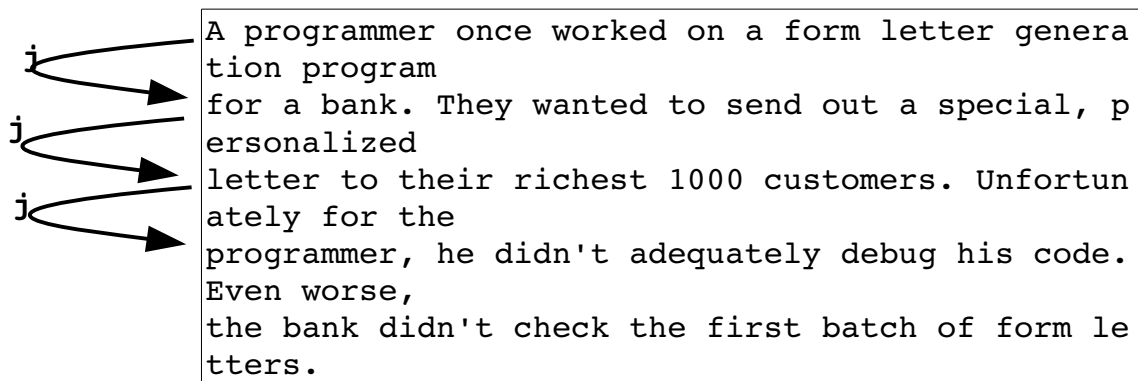 A programmer once worked on a form letter genera
j
tion program
for a bank. They wanted to send out a special, p
j
ersonalized
letter to their richest 1000 customers. Unfortun
j
ately for the
programmer, he didn't adequately debug his code.
Even worse,
the bank didn't check the first batch of form le
tters.